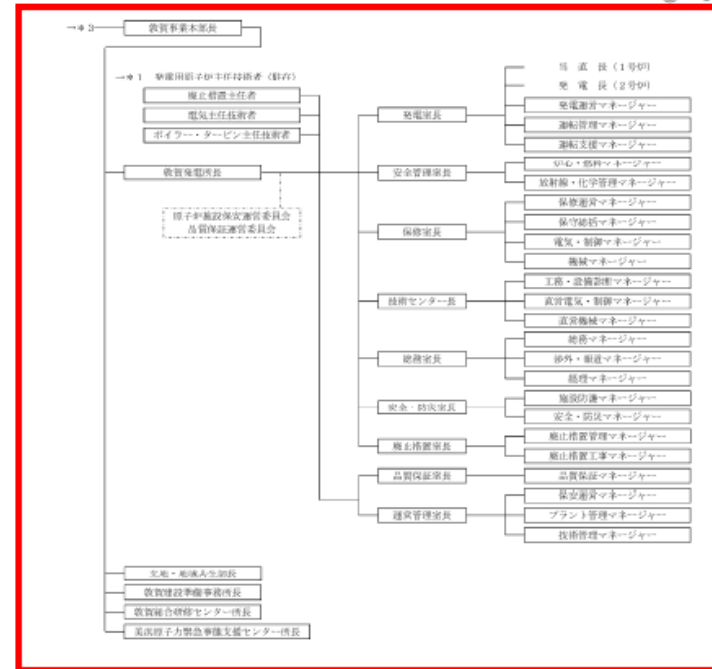 →＊3
敦賀事業本部長
→＊1 発電用原子炉主任技術者（駐在）
廃止措置主任者
電気主任技術者
ボイラー・タービン主任技術者
敦賀発電所長
原子炉施設保安運営委員会
品質保証運営委員会
発電室長
当 直 長（1号炉）
発 電 長（2号炉）
発電運営マネージャー
運転管理マネージャー
運転支援マネージャー
安全管理室長
炉心・燃料マネージャー
放射線・化学管理マネージャー
保修室長
保修運営マネージャー
保守総括マネージャー
電気・制御マネージャー
機械マネージャー
技術センター長
工務・設備診断マネージャー
直営電気・制御マネージャー
直営機械マネージャー
総務室長
総務マネージャー
渉外・報道マネージャー
経理マネージャー
安全・防災室長
施設防護マネージャー
安全・防災マネージャー
廃止措置室長
廃止措置管理マネージャー
廃止措置工事マネージャー
品質保証室長
品質保証マネージャー
運営管理室長
保安運営マネージャー
プラント管理マネージャー
技術管理マネージャー
立地・地域共生部長
敦賀建設準備事務所長
敦賀総合研修センター所長
美浜原子力緊急事態支援センター所長